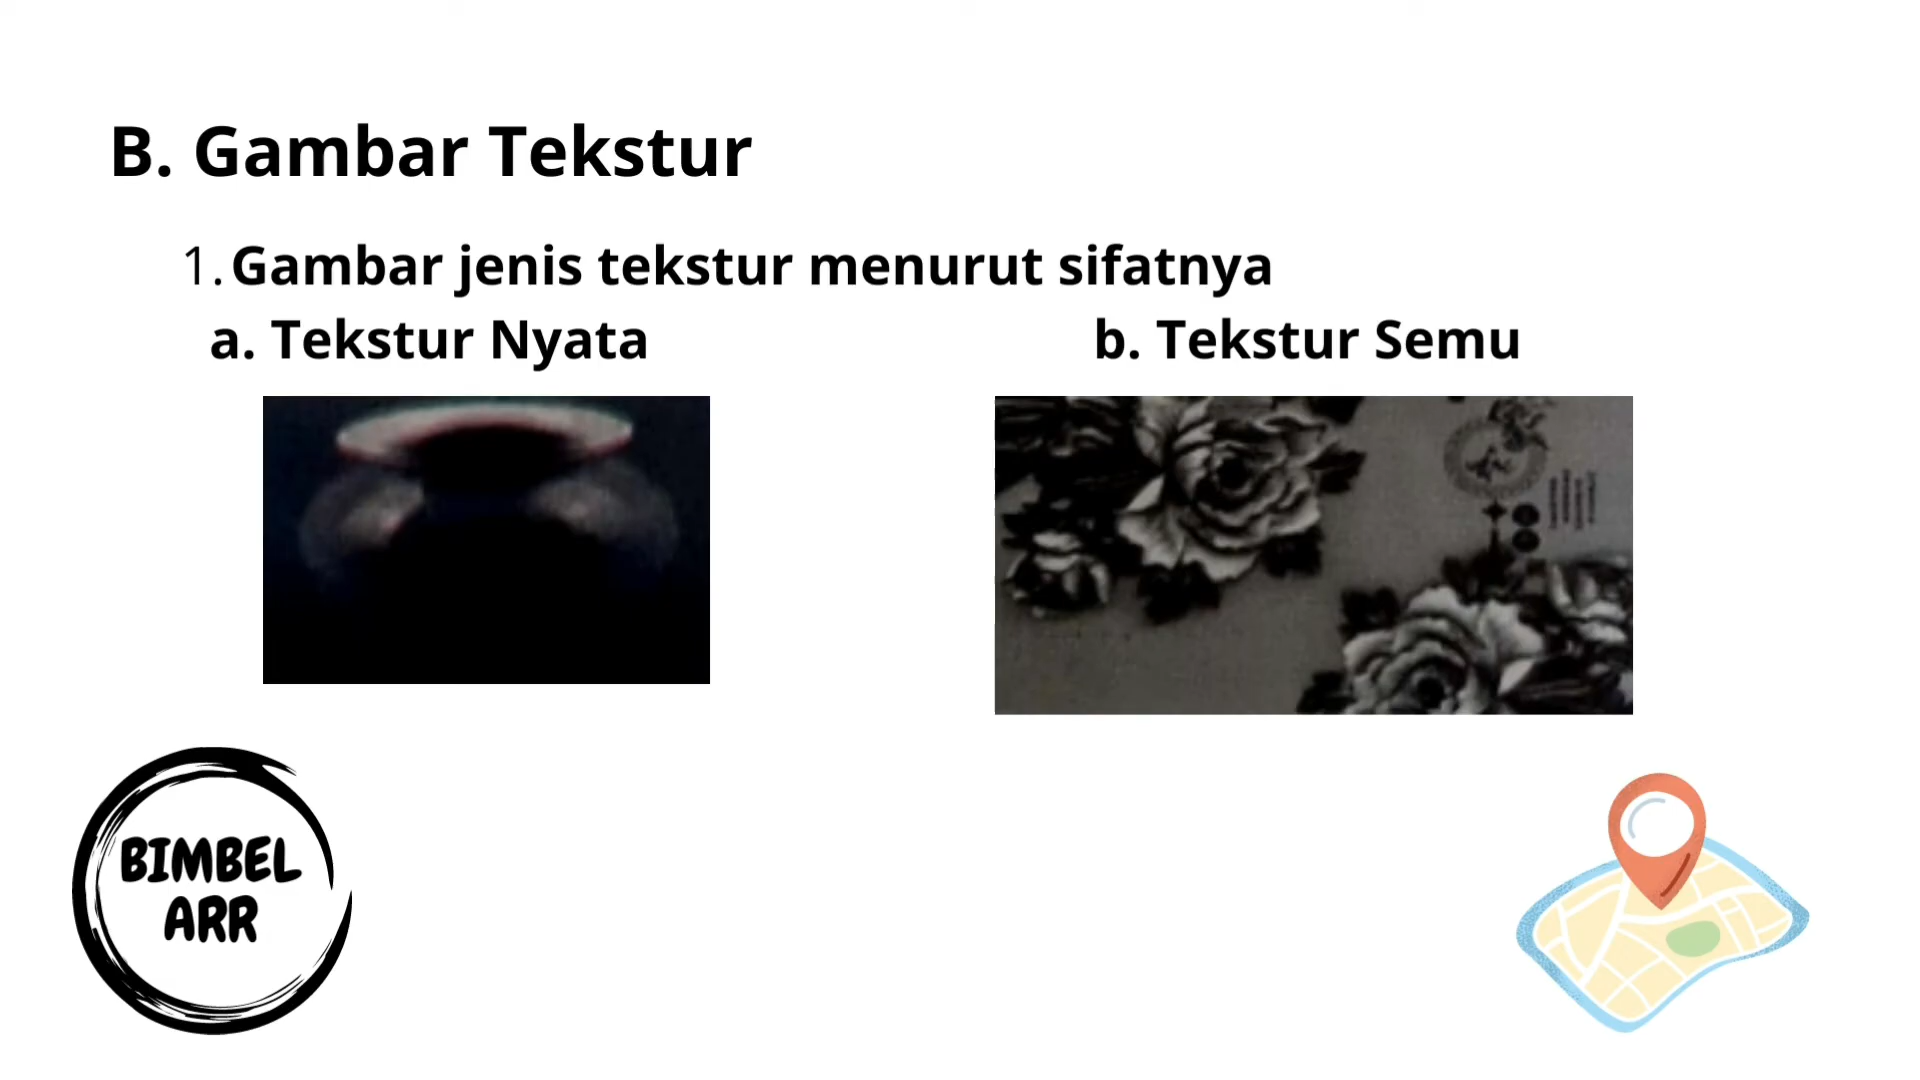 B. Gambar Tekstur
1. Gambar jenis tekstur menurut sifatnya
a. Tekstur Nyata
b. Tekstur Semu
BIMBEL
ARR